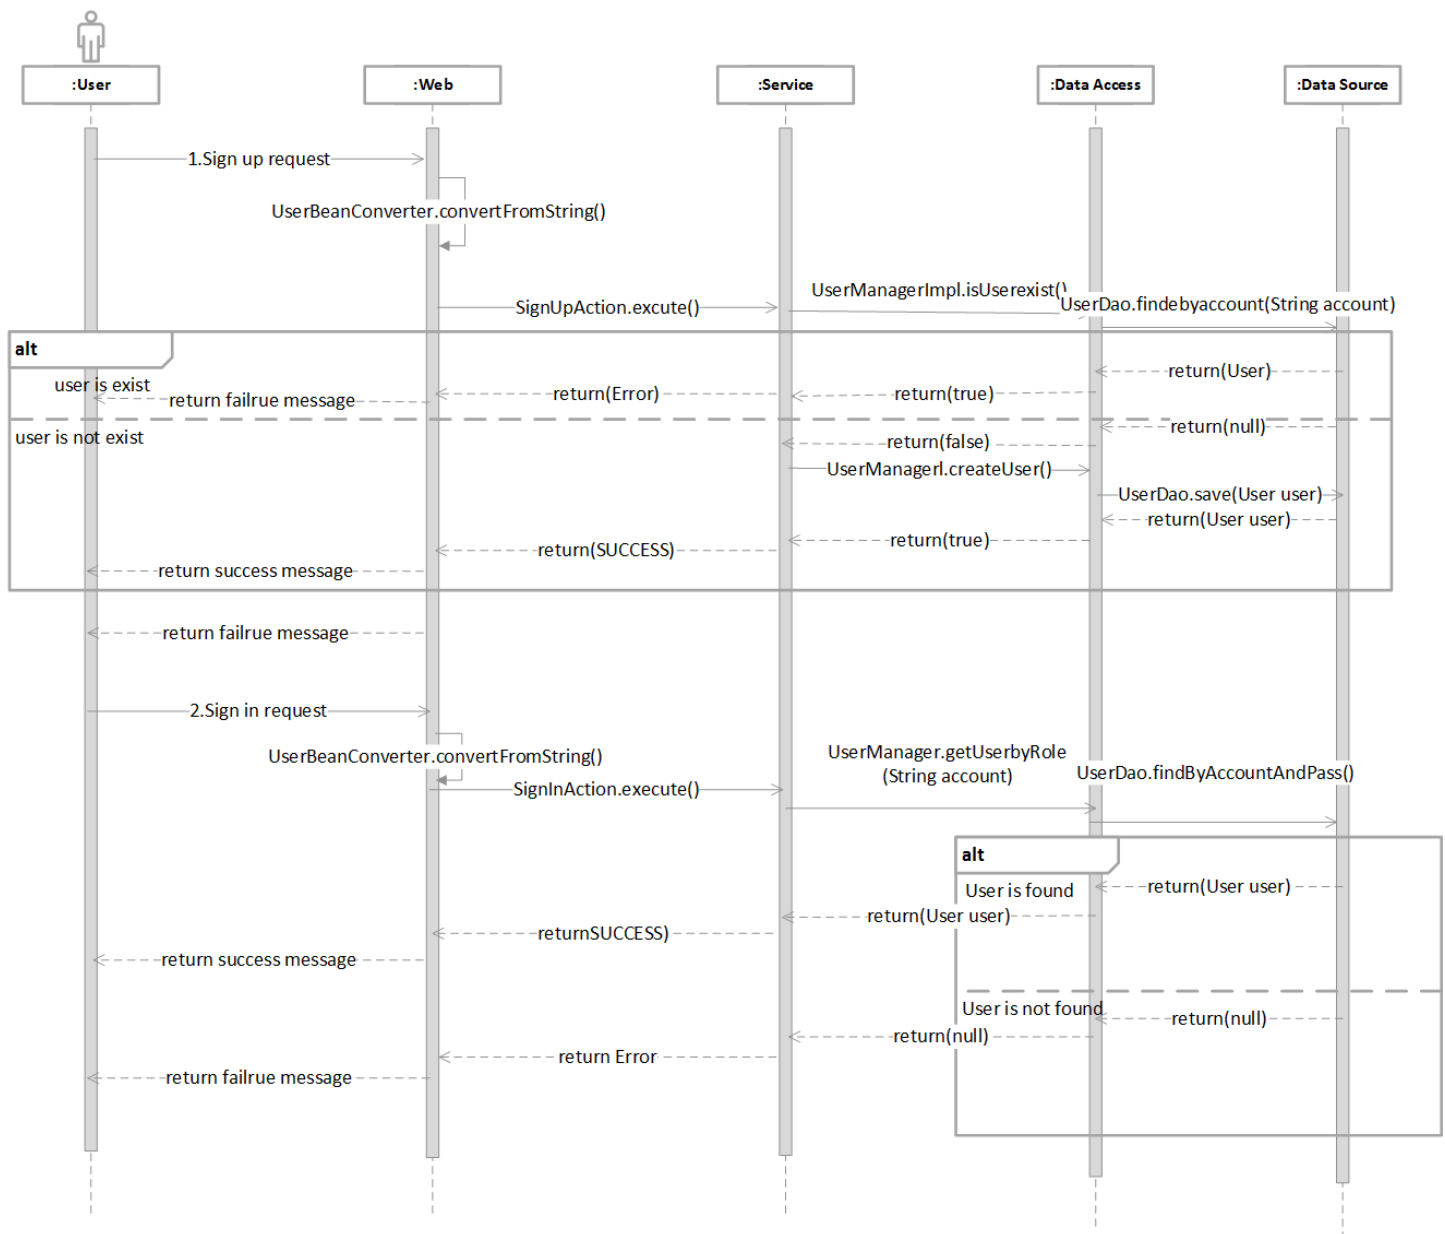 :User
:Web
:Service
:Data Access
:Data Source
1.Sign up request
UserBeanConverter.convertFromString()
UserManagerImpl.isUserexist()
SignUpAction.excute()
UserDao.findebyaccount(String account)
alt
user is exist
return(User)
return(true)
return(Error)
return failrue message
user is not exist
return(null)
return(false)
UserManagerI.createUser()
UserDao.save(User user)
return(User user)
return(true)
return(SUCCESS)
return success message
return failrue message
2.Sign in request
UserBeanConverter.convertFromString()
SignInAction.execute()
UserManager.getUserbyRole
(String account)
UserDao.findByAccountAndPass()
alt
User is found
return(User user)
return(User user)
returnSUCCESS)
return success message
User is not found
return(null)
return(null)
return Error
return failrue message